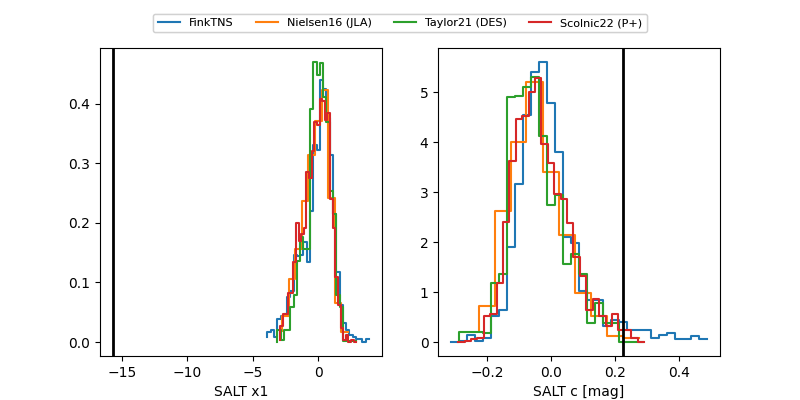 FinkTNS Nielsen16 (JLA) Taylor21 (DES) Scolnic22 (P+)
0.4
0.3
0.2
0.1
0.0
−15 −10 −5 0
SALT x1
5
4
3
2
1
0
−0.2 0.0 0.2 0.4
SALT c [mag]